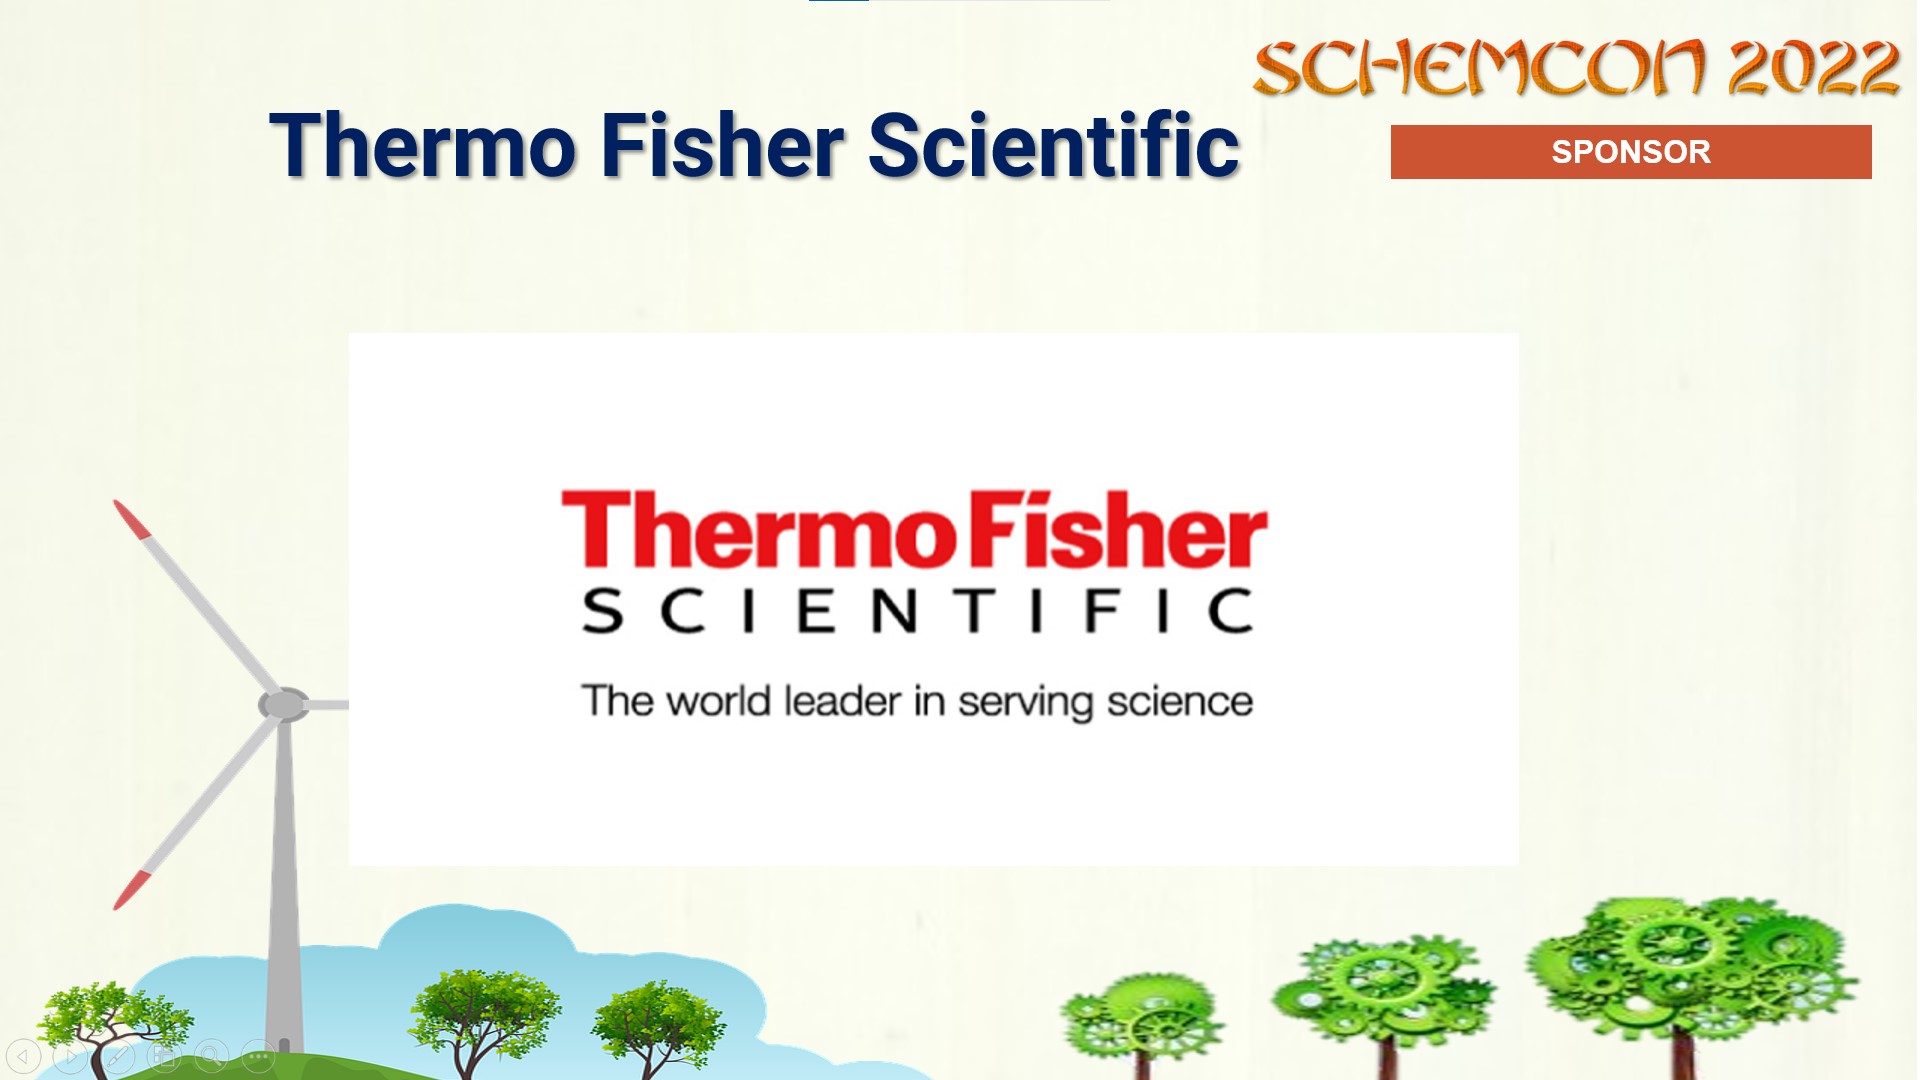 SCHEMCON 2022
Thermo Fisher Scientific
SPONSOR
ThermoFisher
SCIENTIFIC
The world leader in serving science